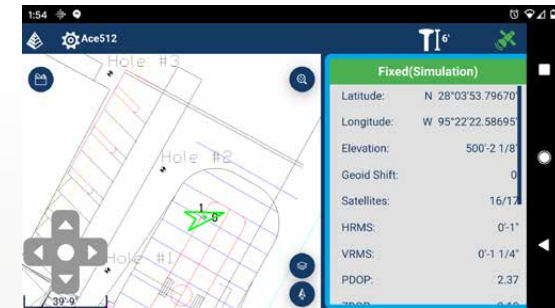 1:54
Ace512
6'
Hole #3
Hole #2
Hole #1
1
39'-9"
Fixed(Simulation)
Latitude: N 28°03'53.79670"
Longitude: W 95°22'22.58695"
Elevation: 500'-2 1/8"
Geoid Shift: 0
Satellites: 16/17
HRMS: 0'-1"
VRMS: 0'-1 1/4"
PDOP: 2.37